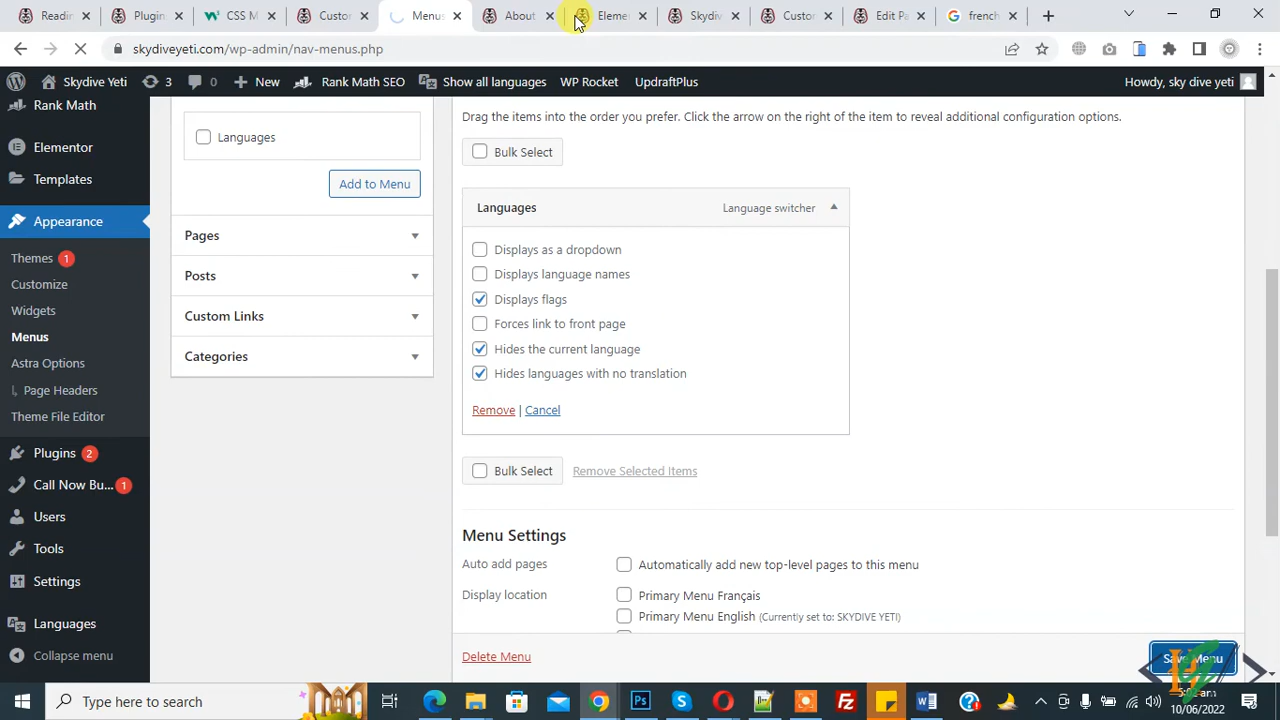 Readin
Plugin
CSS M
Custor
Menus
About
Elemen
Skydiv
Custo
Edit Pa
french
skydiveyeti.com/wp-admin/nav-menus.php
Skydive Yeti
3
0
New
Rank Math SEO
Show all languages
WP Rocket
UpdraftPlus
Howdy, sky dive yeti
Rank Math
Elementor
Templates
Appearance
Themes 1
Customize
Widgets
Menus
Astra Options
Page Headers
Theme File Editor
Plugins 2
Call Now Bu... 1
Users
Tools
Settings
Languages
Collapse menu
Languages
Add to Menu
Pages
Posts
Custom Links
Categories
Drag the items into the order you prefer. Click the arrow on the right of the item to reveal additional configuration options.
Bulk Select
Languages
Language switcher
Displays as a dropdown
Displays language names
Displays flags
Forces link to front page
Hides the current language
Hides languages with no translation
Remove | Cancel
Bulk Select
Remove Selected Items
Menu Settings
Auto add pages
Automatically add new top-level pages to this menu
Display location
Primary Menu Français
Primary Menu English (Currently set to: SKYDIVE YETI)
Delete Menu
Save Menu
Type here to search
10/06/2022